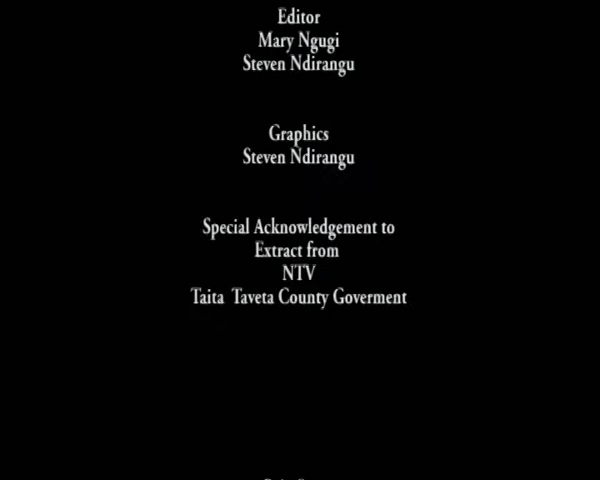 Editor
Mary Ngugi
Steven Ndirangu
Graphics
Steven Ndirangu
Special Acknowledgement to
Extract from
NTV
Taita Taveta County Goverment